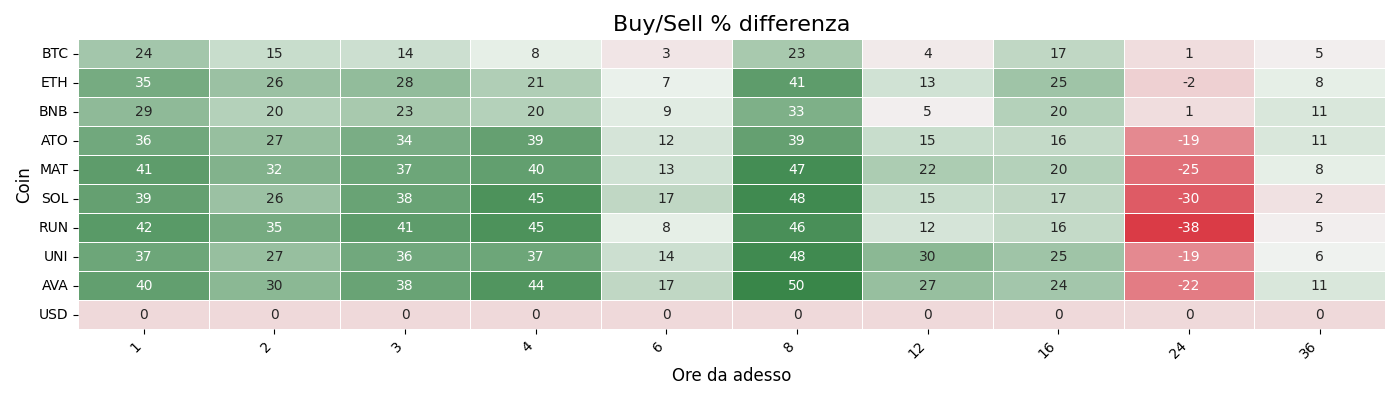 Buy/Sell % differenza
Coin
BTC 24 15 14 8 3 23 4 17 1 5
ETH 35 26 28 21 7 41 13 25 -2 8
BNB 29 20 23 20 9 33 5 20 1 11
ATO 36 27 34 39 12 39 15 16 -19 11
MAT 41 32 37 40 13 47 22 20 -25 8
SOL 39 26 38 45 17 48 15 17 -30 2
RUN 42 35 41 45 8 46 12 16 -38 5
UNI 37 27 36 37 14 48 30 25 -19 6
AVA 40 30 38 44 17 50 27 24 -22 11
USD 0 0 0 0 0 0 0 0 0 0
1 2 3 4 6 8 12 16 24 36
Ore da adesso